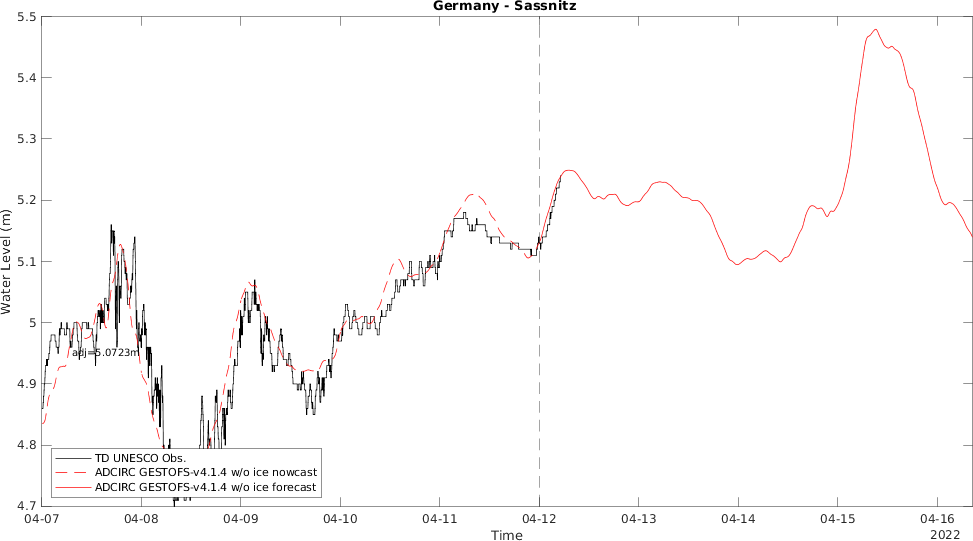 Germany - Sassnitz
5.5
5.4
5.3
5.2
5.1
5
4.9
4.8
4.7
Water Level (m)
adj=5.0723m
TD UNESCO Obs.
ADCIRC GESTOFS-v4.1.4 w/o ice nowcast
ADCIRC GESTOFS-v4.1.4 w/o ice forecast
04-07 04-08 04-09 04-10 04-11 04-12 04-13 04-14 04-15 04-16
Time 2022